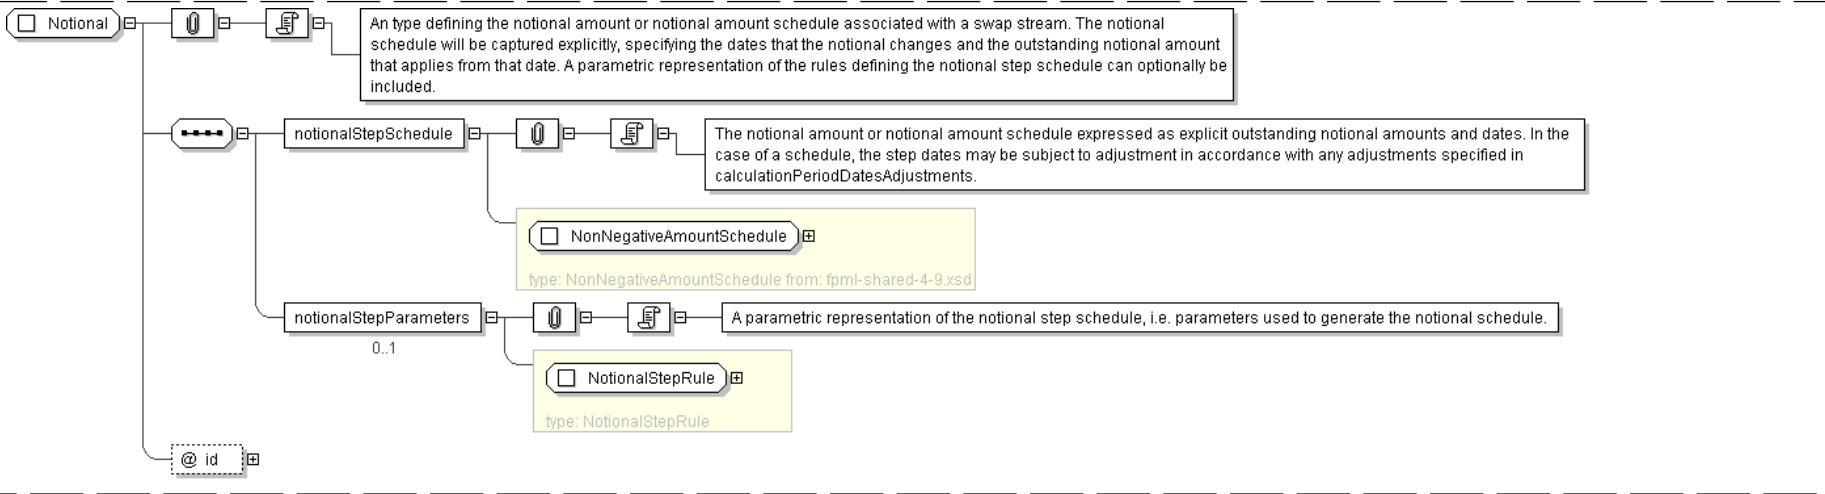 Notional
An type defining the notional amount or notional amount schedule associated with a swap stream. The notional
schedule will be captured explicitly, specifying the dates that the notional changes and the outstanding notional amount
that applies from that date. A parametric representation of the rules defining the notional step schedule can optionally be
included.
notionalStepSchedule
The notional amount or notional amount schedule expressed as explicit outstanding notional amounts and dates. In the
case of a schedule, the step dates may be subject to adjustment in accordance with any adjustments specified in
calculationPeriodDatesAdjustments.
NonNegativeAmountSchedule
type: NonNegativeAmountSchedule from: fpml-shared-4-9.xsd
notionalStepParameters
A parametric representation of the notional step schedule, i.e. parameters used to generate the notional schedule.
0..1
NotionalStepRule
type: NotionalStepRule
@ id